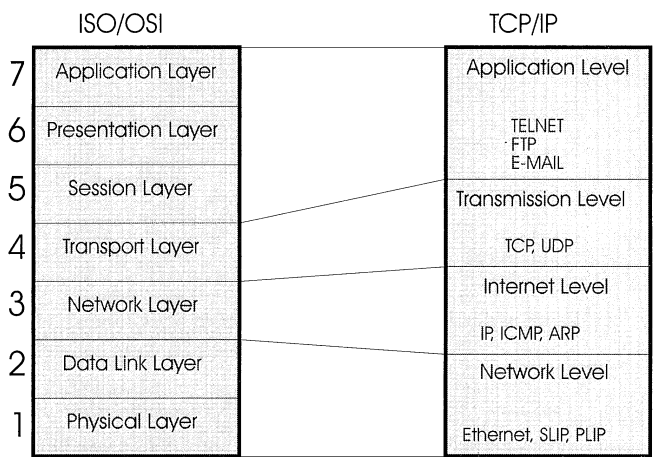 ISO/OSI
7 Application Layer
6 Presentation Layer
5 Session Layer
4 Transport Layer
3 Network Layer
2 Data Link Layer
1 Physical Layer
TCP/IP
Application Level
TELNET
FTP
E-MAIL
Transmission Level
TCP, UDP
Internet Level
IP, ICMP, ARP
Network Level
Ethernet, SLIP, PLIP